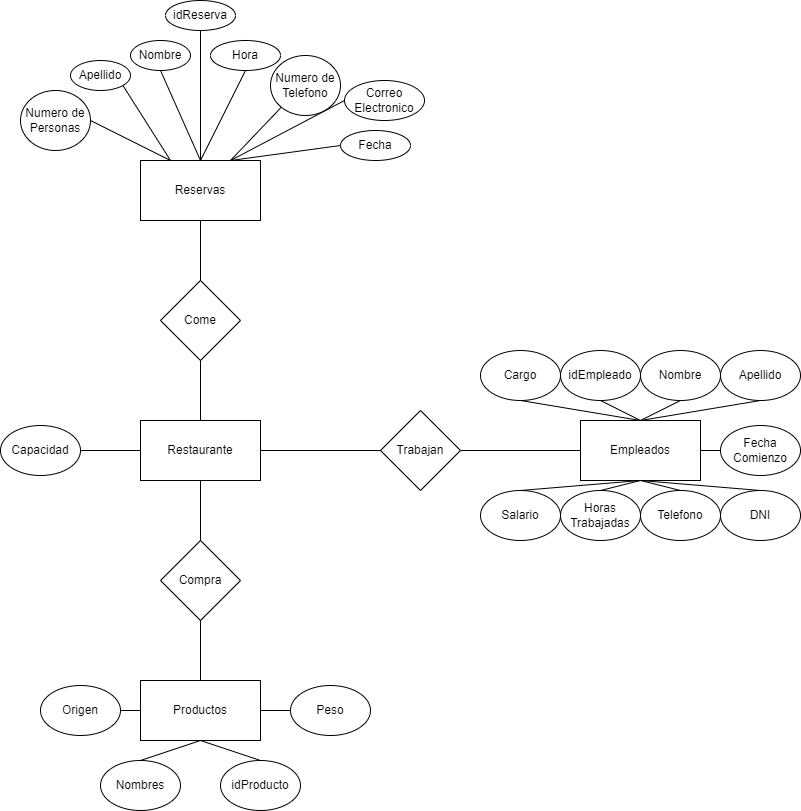 idReserva
Nombre
Hora
Apellido
Numero de
Telefono
Correo
Electronico
Numero de
Personas
Fecha
Reservas
Come
Cargo
idEmpleado
Nombre
Apellido
Capacidad
Restaurante
Trabajan
Empleados
Fecha
Comienzo
Salario
Horas
Trabajadas
Telefono
DNI
Compra
Origen
Productos
Peso
Nombres
idProducto